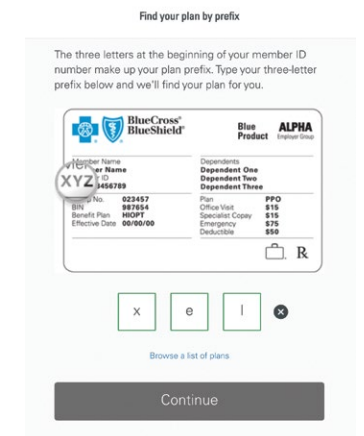 Find your plan by prefix
The three letters at the beginning of your member ID
number make up your plan prefix. Type your three-letter
prefix below and we'll find your plan for you.
BlueCross®
BlueShield®
Blue
Product
ALPHA
Employer Group
Member Name
er Name
XYZ
ID
3456789
Dependents
Dependent One
Dependent Two
Dependent Three
No. 023457
BIN 987654
Benefit Plan HIOPT
Effective Date 00/00/00
Plan PPO
Office Visit $15
Specialist Copay $15
Emergency $75
Deductible $50
R
x e l
Browse a list of plans.
Continue